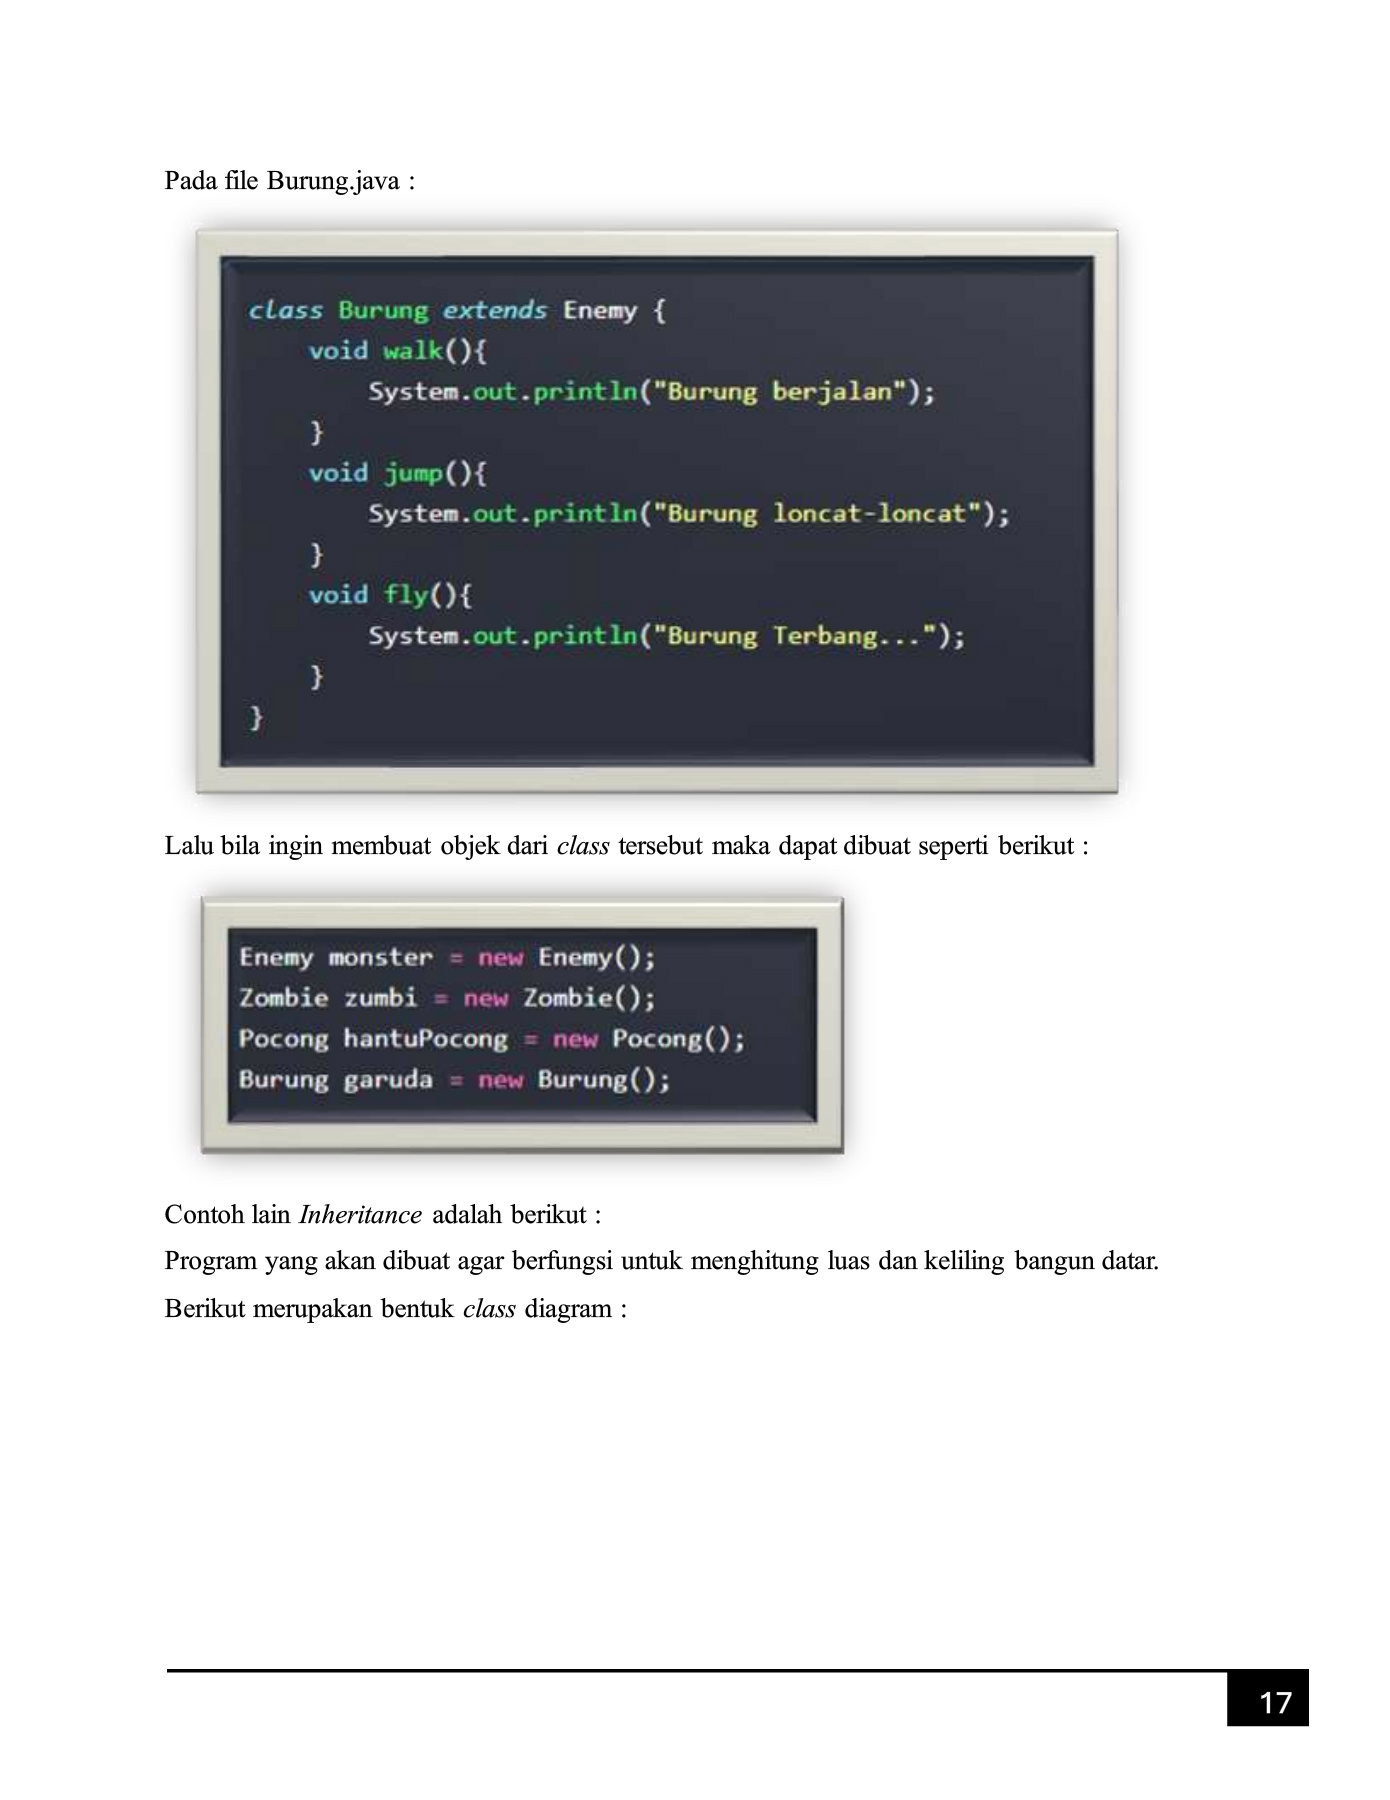 Pada file Burung.java :
class Burung extends Enemy {
    void walk(){
        System.out.println("Burung berjalan");
    }
    void jump(){
        System.out.println("Burung loncat-loncat");
    }
    void fly(){
        System.out.println("Burung Terbang...");
    }
}
Lalu bila ingin membuat objek dari class tersebut maka dapat dibuat seperti berikut :
Enemy monster = new Enemy();
Zombie zumbi = new Zombie();
Pocong hantuPocong = new Pocong();
Burung garuda = new Burung();
Contoh lain Inheritance adalah berikut :
Program yang akan dibuat agar berfungsi untuk menghitung luas dan keliling bangun datar.
Berikut merupakan bentuk class diagram :
17